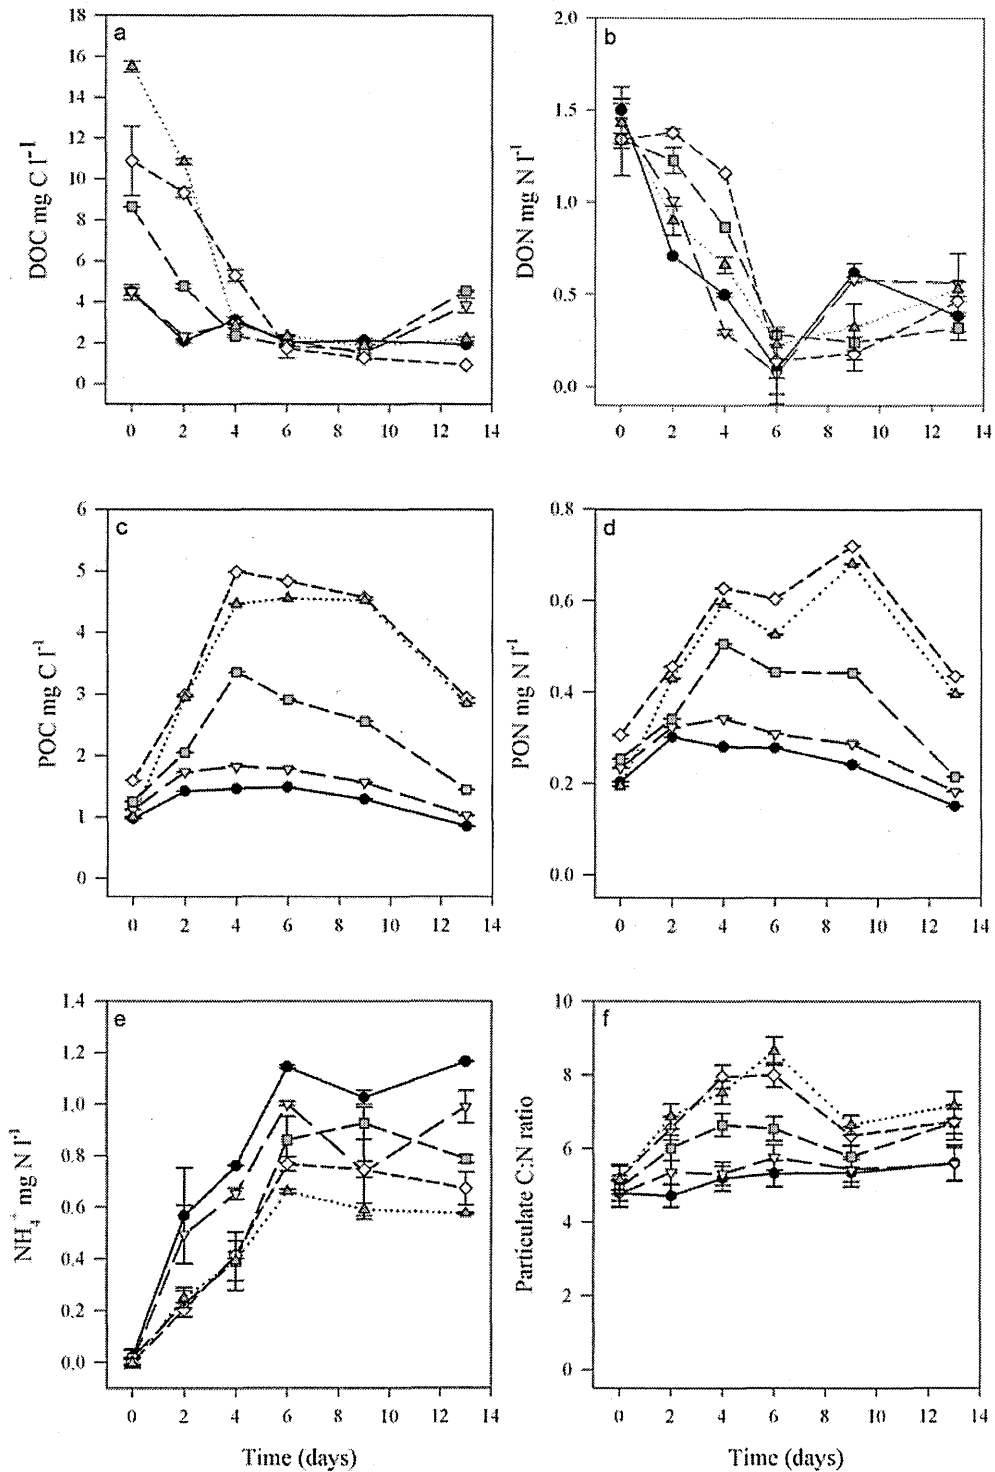 a
DOC mg C l⁻¹
18
16
14
12
10
8
6
4
2
0
0 2 4 6 8 10 12 14
b
DON mg N l⁻¹
2.0
1.5
1.0
0.5
0.0
0 2 4 6 8 10 12 14
c
POC mg C l⁻¹
6
5
4
3
2
1
0
0 2 4 6 8 10 12 14
d
PON mg N l⁻¹
0.8
0.6
0.4
0.2
0.0
0 2 4 6 8 10 12 14
e
NH₄⁺ mg N l⁻¹
1.4
1.2
1.0
0.8
0.6
0.4
0.2
0.0
0 2 4 6 8 10 12 14
Time (days)
f
Particulate C:N ratio
10
8
6
4
2
0
0 2 4 6 8 10 12 14
Time (days)